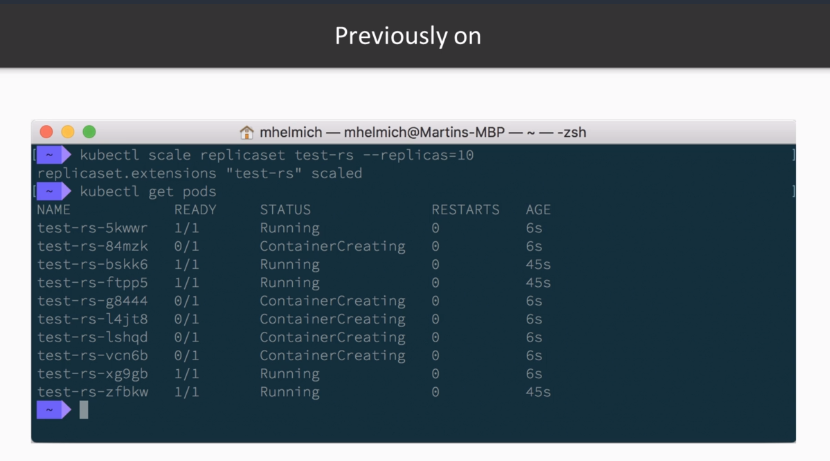 Previously on
mhelmich — mhelmich@Martins-MBP — ~ — -zsh
[ ~ kubectl scale replicaset test-rs --replicas=10 ]
replicaset.extensions "test-rs" scaled
[ ~ kubectl get pods ]
NAME READY STATUS RESTARTS AGE
test-rs-5kwwr 1/1 Running 0 6s
test-rs-84mzk 0/1 ContainerCreating 0 6s
test-rs-bskk6 1/1 Running 0 45s
test-rs-ftpp5 1/1 Running 0 45s
test-rs-g8444 0/1 ContainerCreating 0 6s
test-rs-l4jt8 0/1 ContainerCreating 0 6s
test-rs-lshqd 0/1 ContainerCreating 0 6s
test-rs-vcn6b 0/1 ContainerCreating 0 6s
test-rs-xg9gb 1/1 Running 0 6s
test-rs-zfbkw 1/1 Running 0 45s
~